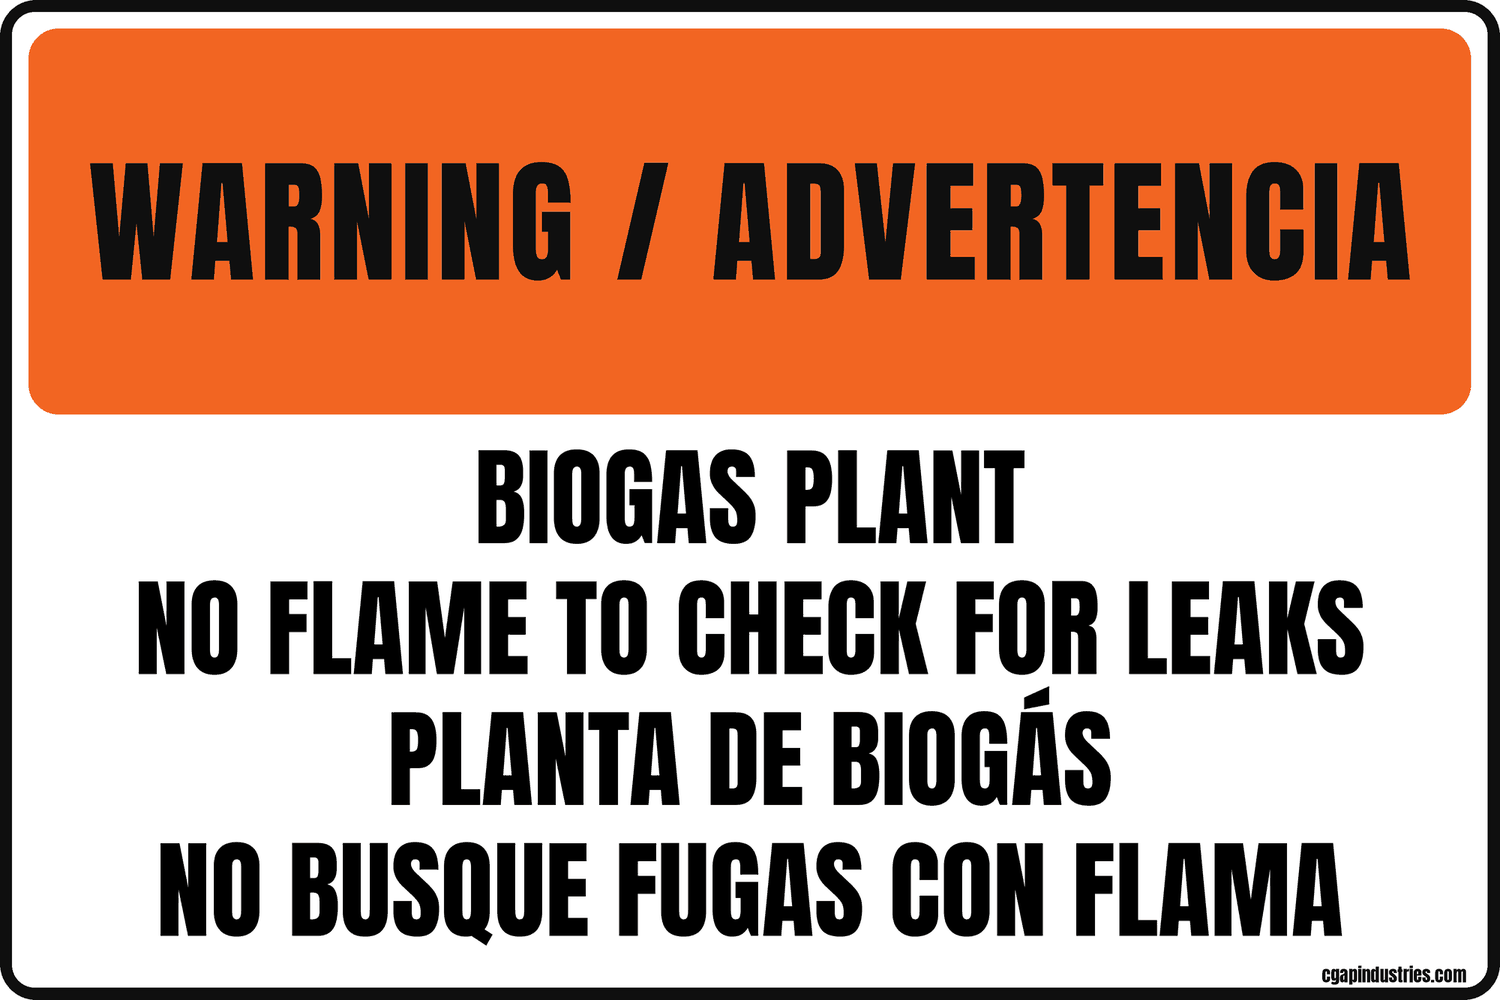 WARNING / ADVERTENCIA
BIOGAS PLANT
NO FLAME TO CHECK FOR LEAKS
PLANTA DE BIOGÁS
NO BUSQUE FUGAS CON FLAMA
cgapindustries.com